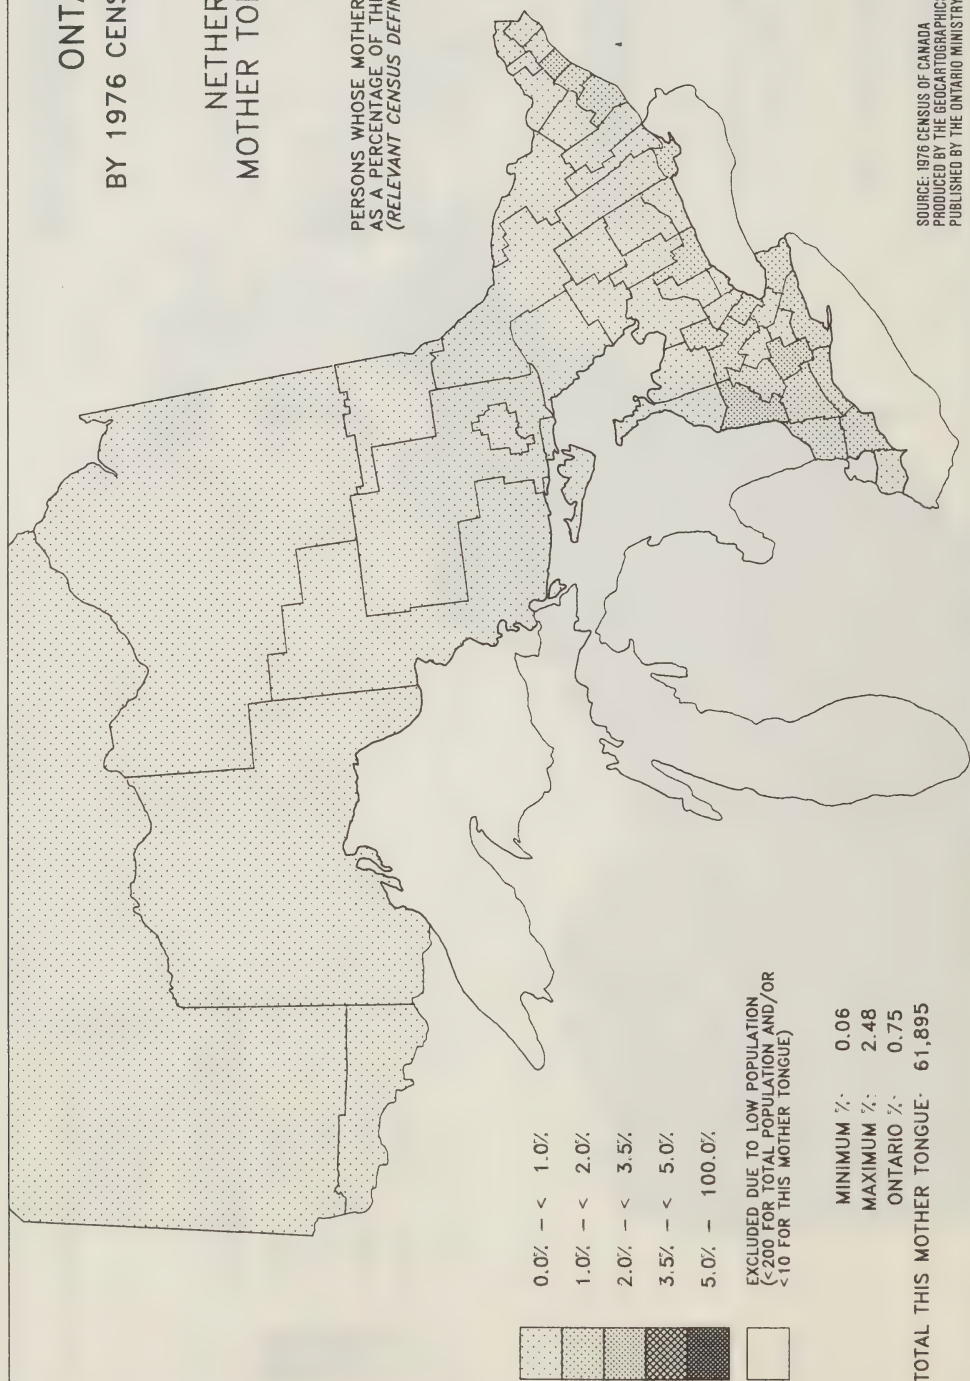 ONTA
BY 1976 CENS
NETHER
MOTHER TON
PERSONS WHOSE MOTHER
AS A PERCENTAGE OF THE
(RELEVANT CENSUS DEFIN
0.0% - < 1.0%
1.0% - < 2.0%
2.0% - < 3.5%
3.5% - < 5.0%
5.0% - 100.0%
EXCLUDED DUE TO LOW POPULATION
(<200 FOR TOTAL POPULATION AND/OR
<10 FOR THIS MOTHER TONGUE)
MINIMUM %- 0.06
MAXIMUM %- 2.48
ONTARIO %- 0.75
TOTAL THIS MOTHER TONGUE- 61,895
SOURCE: 1976 CENSUS OF CANADA
PRODUCED BY THE GEOCARTOGRAPHICS
PUBLISHED BY THE ONTARIO MINISTRY